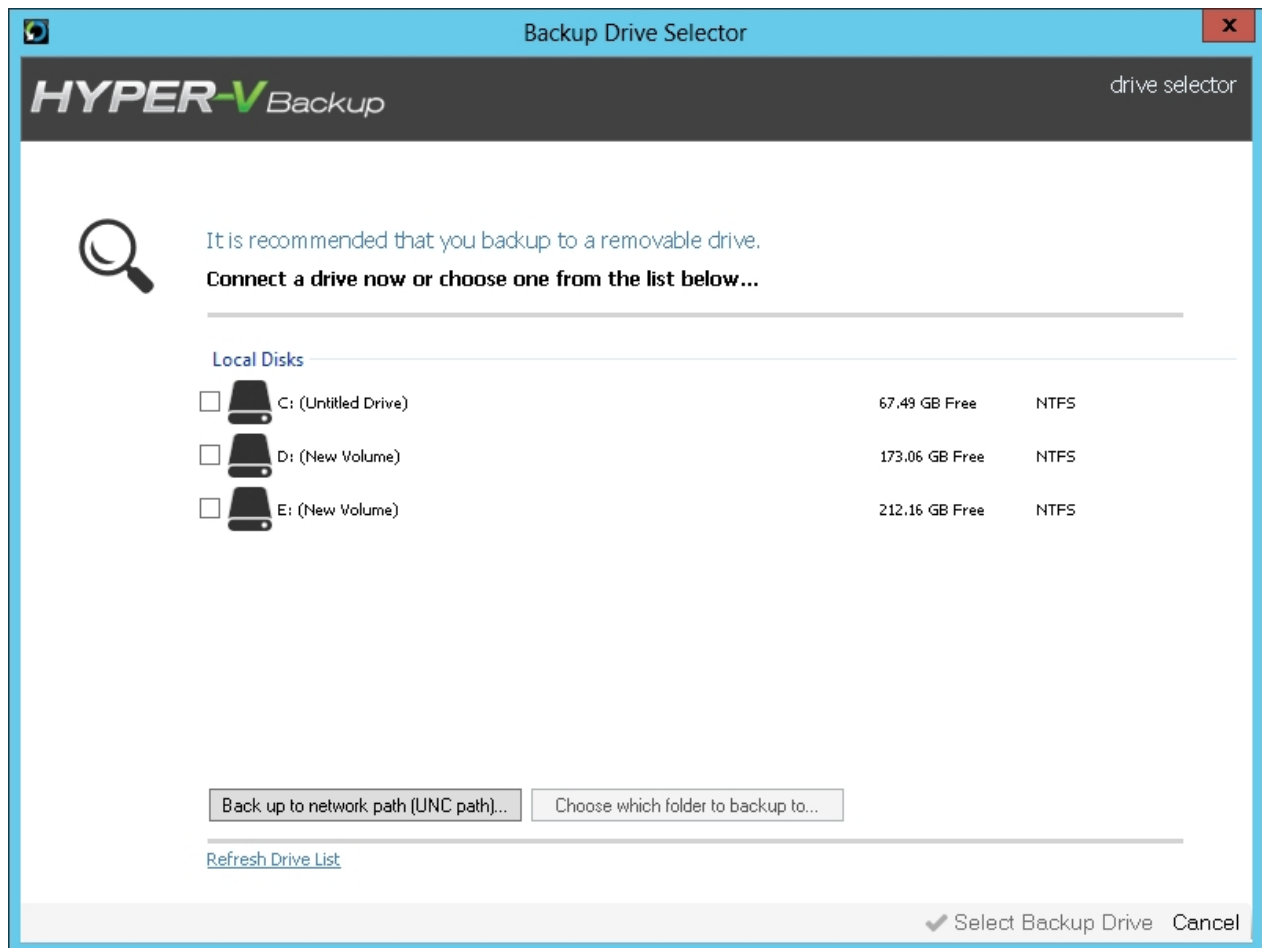 Backup Drive Selector
x
HYPER-V Backup
drive selector
It is recommended that you backup to a removable drive.
Connect a drive now or choose one from the list below...
Local Disks
C: (Untitled Drive) 67.49 GB Free NTFS
D: (New Volume) 173.06 GB Free NTFS
E: (New Volume) 212.16 GB Free NTFS
Back up to network path (UNC path)... Choose which folder to backup to...
Refresh Drive List
Select Backup Drive Cancel